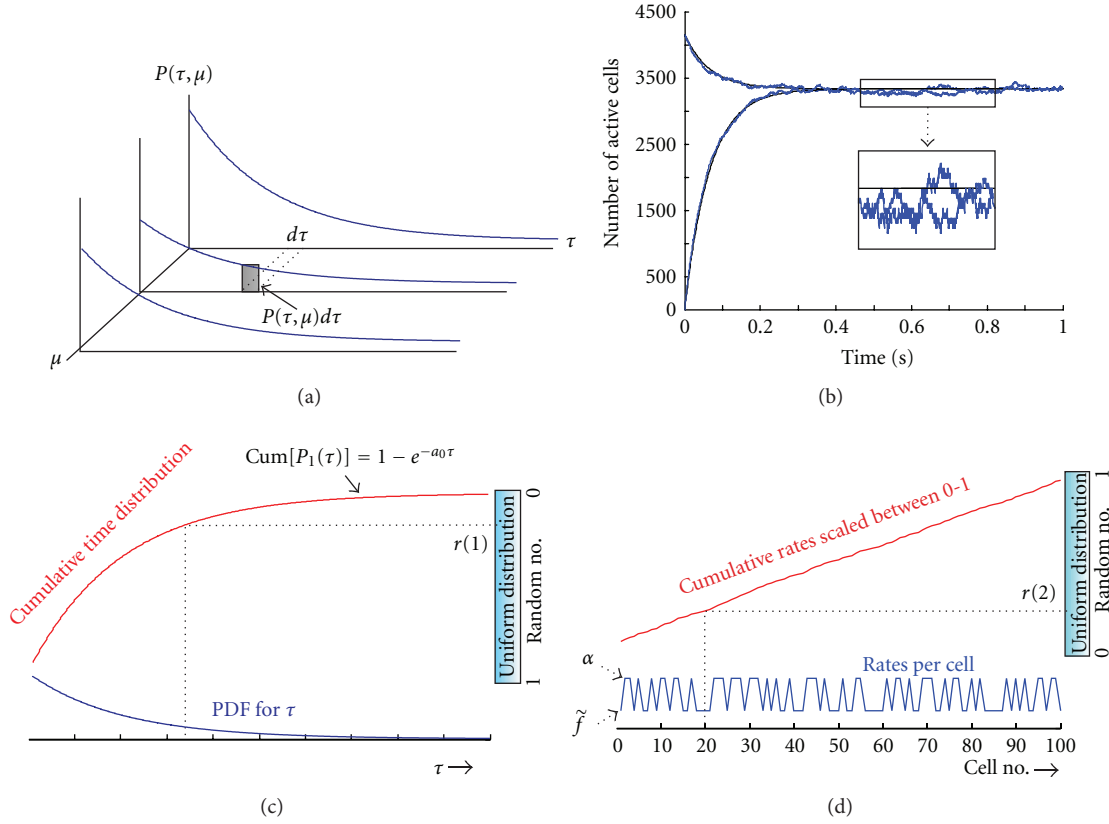 P(τ, μ)
dτ
τ
P(τ, μ)dτ
μ
(a)
Number of active cells
4500
3500
2500
1500
500
0
0 0.2 0.4 0.6 0.8 1
Time (s)
(b)
Cumulative time distribution
Cum[P₁(τ)] = 1 − e^{−a₀τ}
r(1)
Uniform distribution
1 Random no. 0
PDF for τ
τ →
(c)
Cumulative rates scaled between 0-1
r(2)
Uniform distribution
0 Random no. 1
α
Rates per cell
f̃
0 10 20 30 40 50 60 70 80 90 100
Cell no. →
(d)